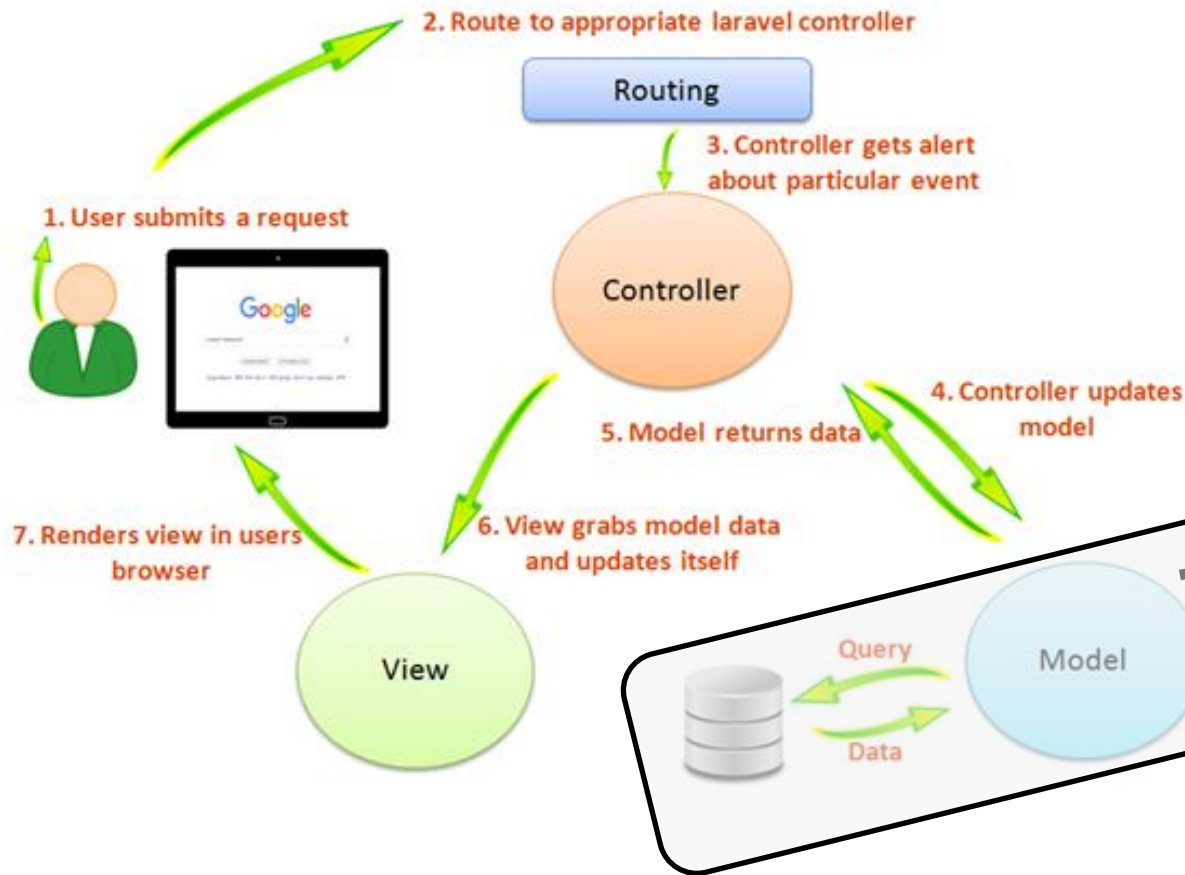 2. Route to appropriate laravel controller
Routing
3. Controller gets alert
about particular event
1. User submits a request
Google
Controller
4. Controller updates
model
5. Model returns data
6. View grabs model data
and updates itself
7. Renders view in users
browser
View
Query
Model
Data